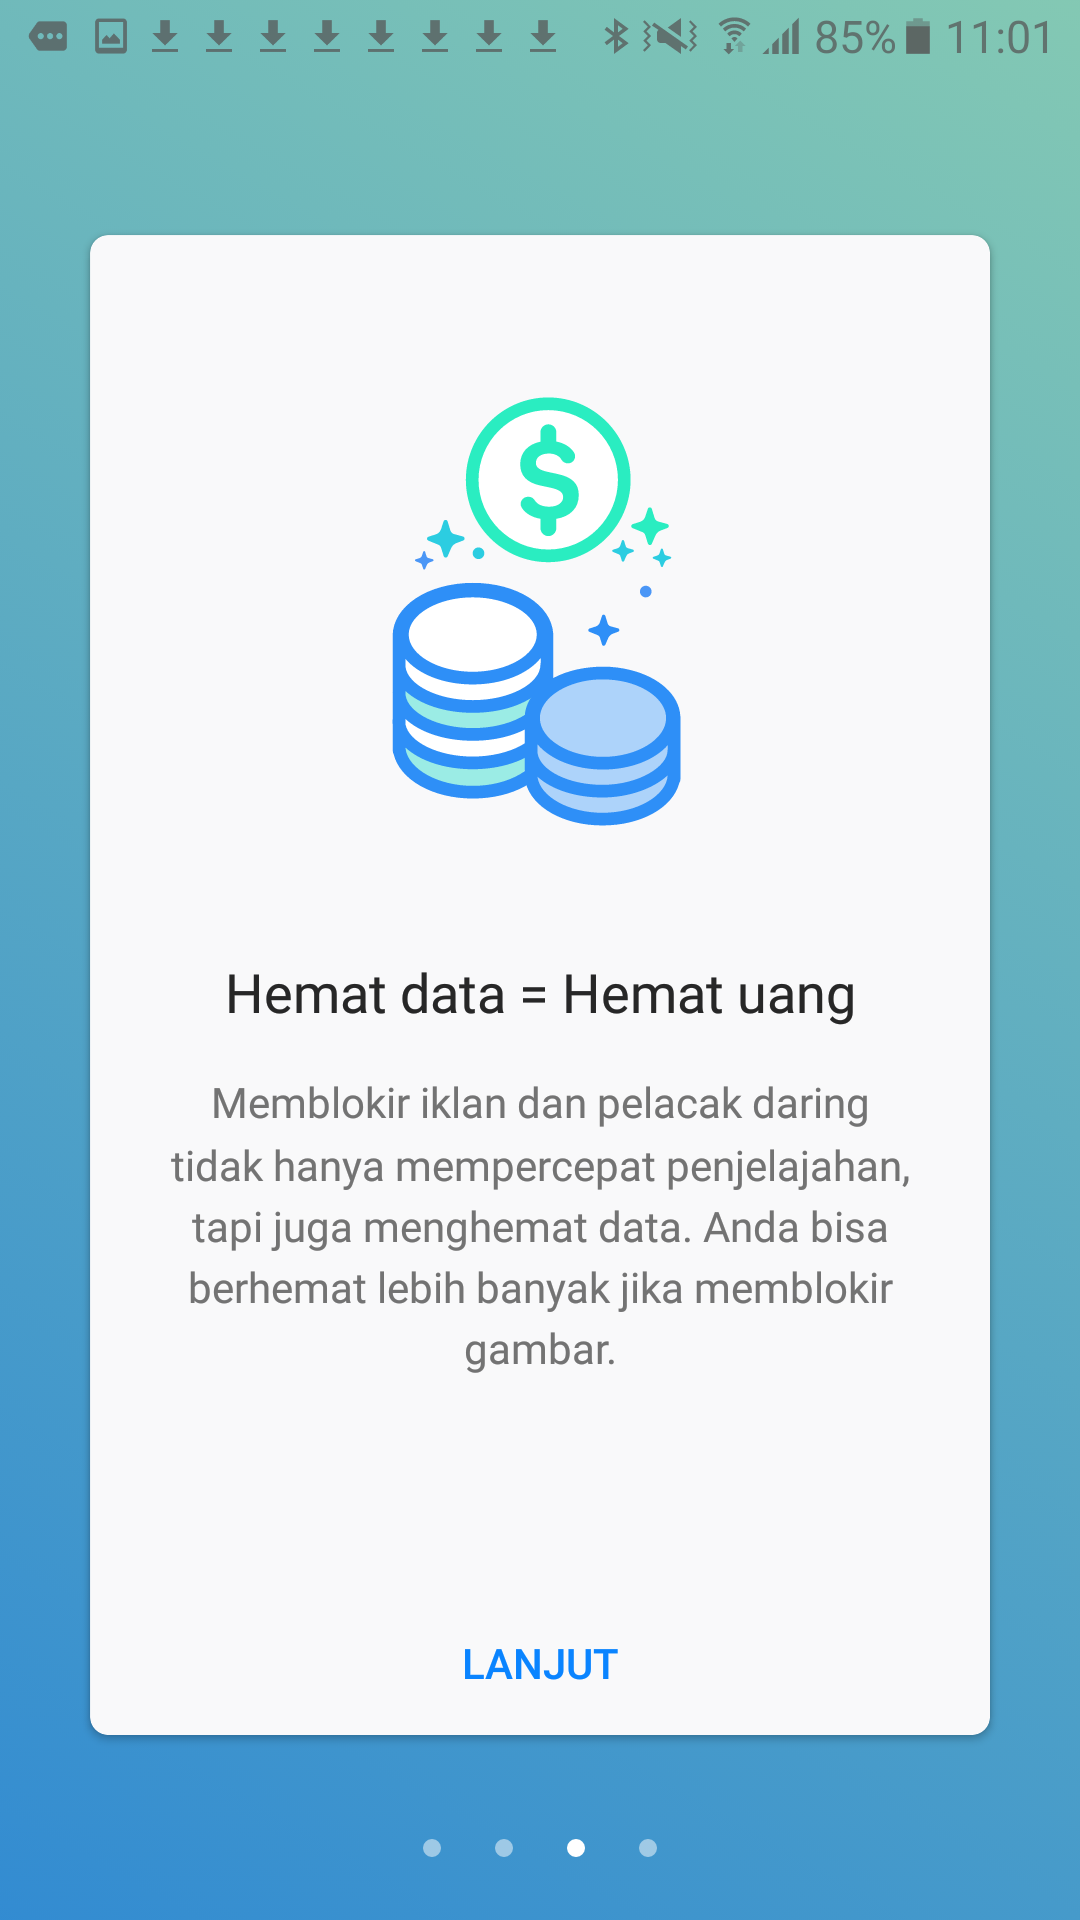 85% 11:01
$
Hemat data = Hemat uang
Memblokir iklan dan pelacak daring
tidak hanya mempercepat penjelajahan,
tapi juga menghemat data. Anda bisa
berhemat lebih banyak jika memblokir
gambar.
LANJUT